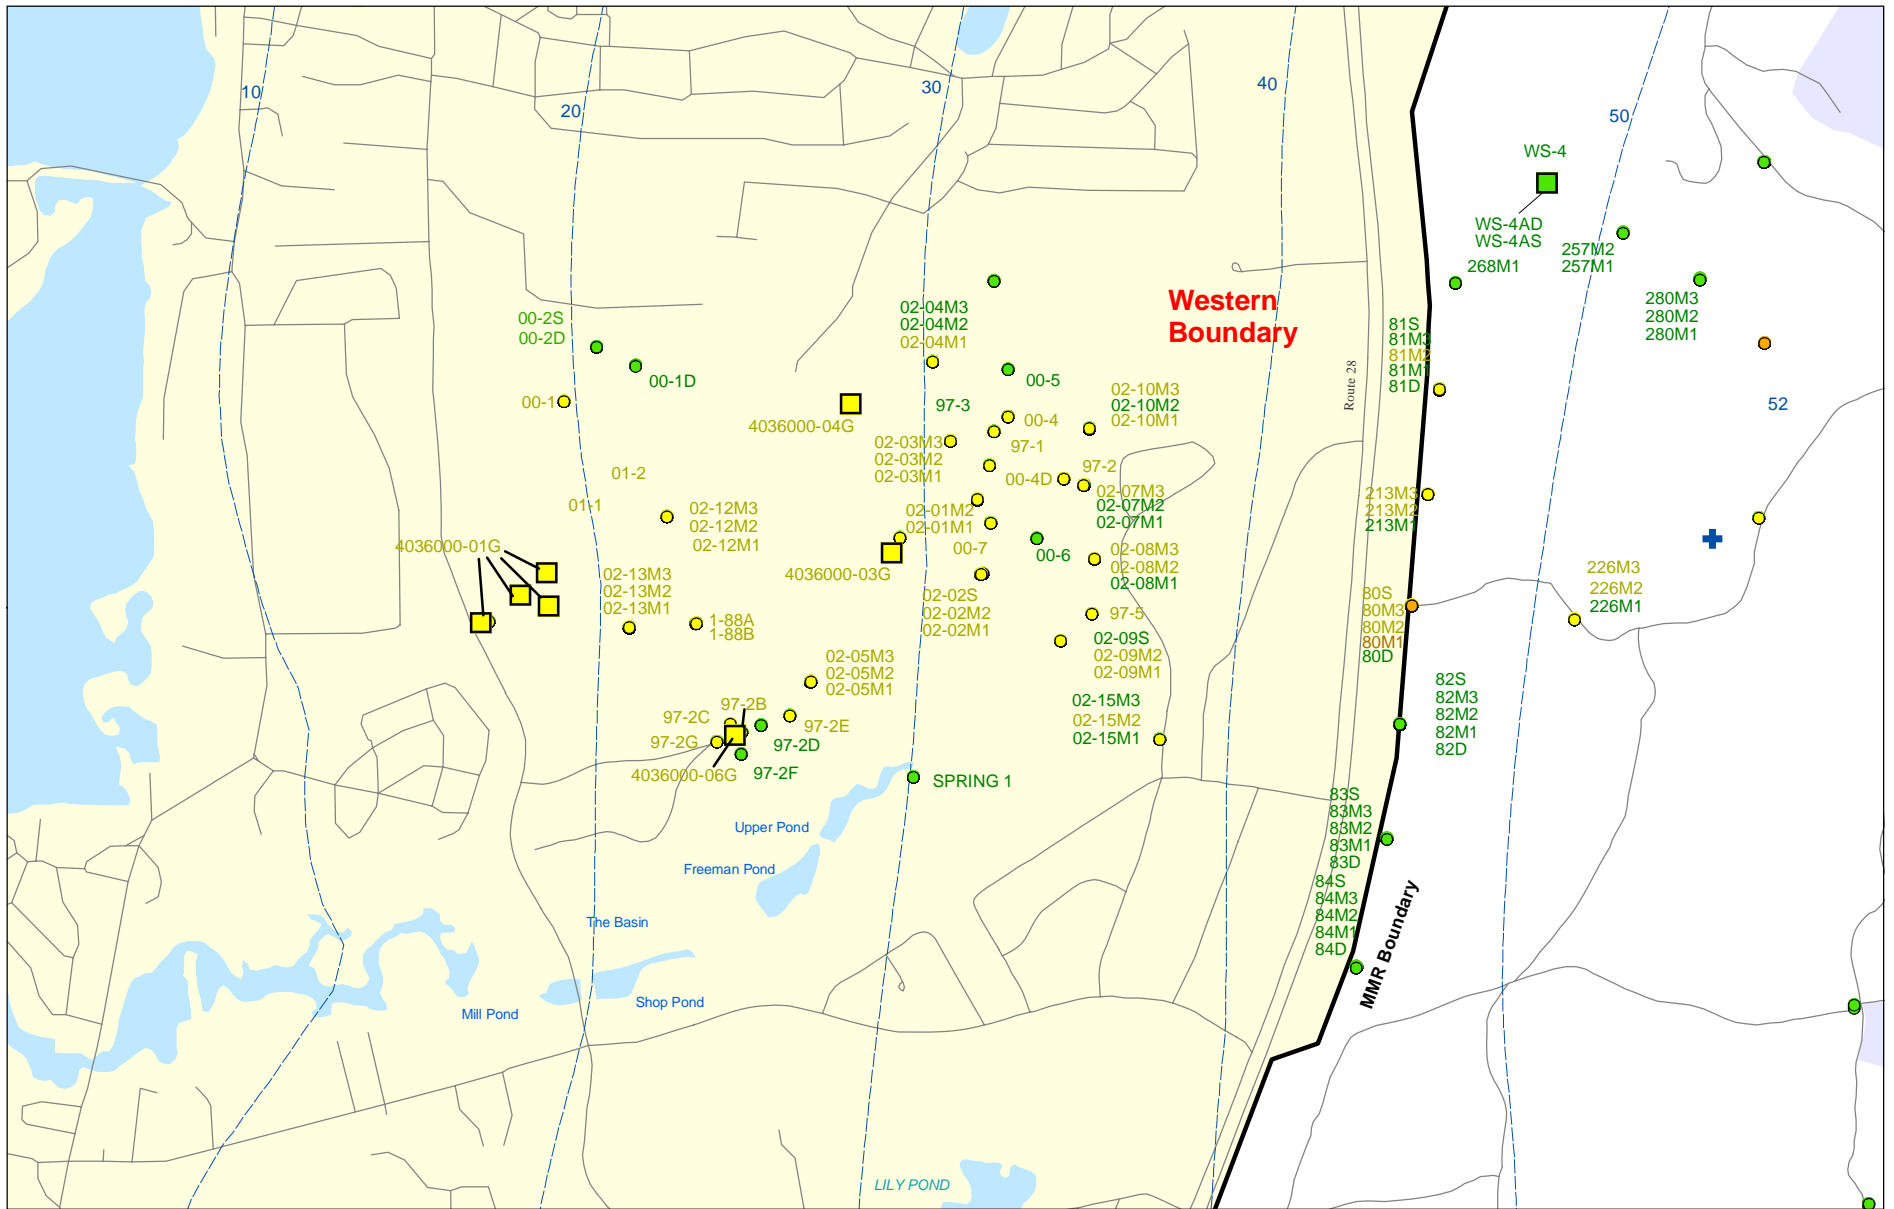 10
20
30
40
50
52
WS-4
WS-4AD
WS-4AS
257M2
257M1
268M1
280M3
280M2
280M1
Western
Boundary
00-2S
00-2D
00-1D
00-1
02-04M3
02-04M2
02-04M1
00-5
97-3
4036000-04G
02-10M3
02-10M2
02-10M1
00-4
97-1
02-03M3
02-03M2
02-03M1
00-4D
97-2
02-07M3
02-07M2
02-07M1
81S
81M3
81M2
81M1
81D
Route 28
213M3
213M2
213M1
01-2
01-1
02-12M3
02-12M2
02-12M1
02-01M2
02-01M1
00-7
00-6
02-08M3
02-08M2
02-08M1
4036000-01G
4036000-03G
02-13M3
02-13M2
02-13M1
1-88A
1-88B
02-02S
02-02M2
02-02M1
97-5
02-09S
02-09M2
02-09M1
80S
80M3
80M2
80M1
80D
226M3
226M2
226M1
02-05M3
02-05M2
02-05M1
97-2B
97-2C
97-2E
97-2G
97-2D
97-2F
4036000-06G
02-15M3
02-15M2
02-15M1
82S
82M3
82M2
82M1
82D
SPRING 1
83S
83M3
83M2
83M1
83D
84S
84M3
84M2
84M1
84D
MMR Boundary
Upper Pond
Freeman Pond
The Basin
Shop Pond
Mill Pond
LILY POND